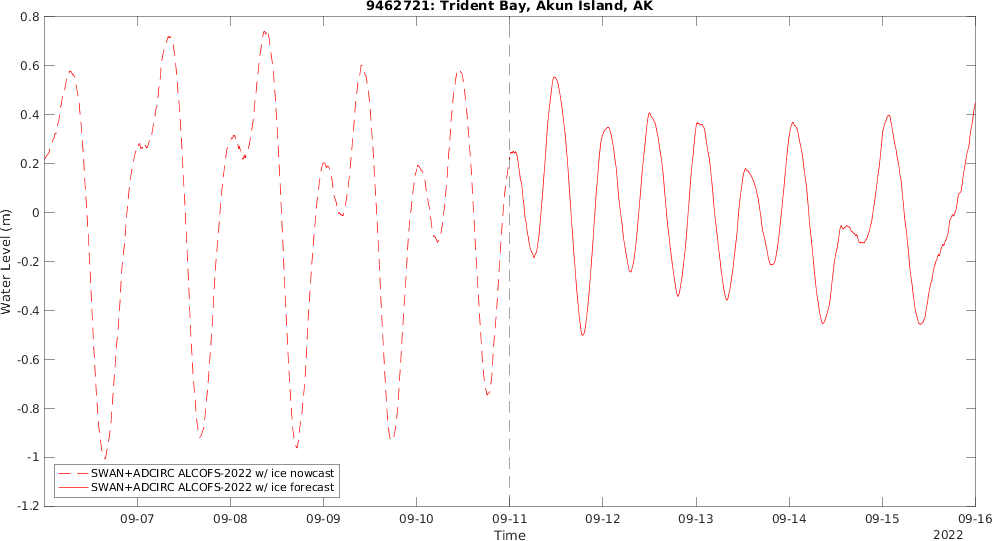 9462721: Trident Bay, Akun Island, AK
0.8
0.6
0.4
0.2
0
-0.2
-0.4
-0.6
-0.8
-1
-1.2
Water Level (m)
SWAN+ADCIRC ALCOFS-2022 w/ ice nowcast
SWAN+ADCIRC ALCOFS-2022 w/ ice forecast
09-07 09-08 09-09 09-10 09-11 09-12 09-13 09-14 09-15 09-16
Time
2022